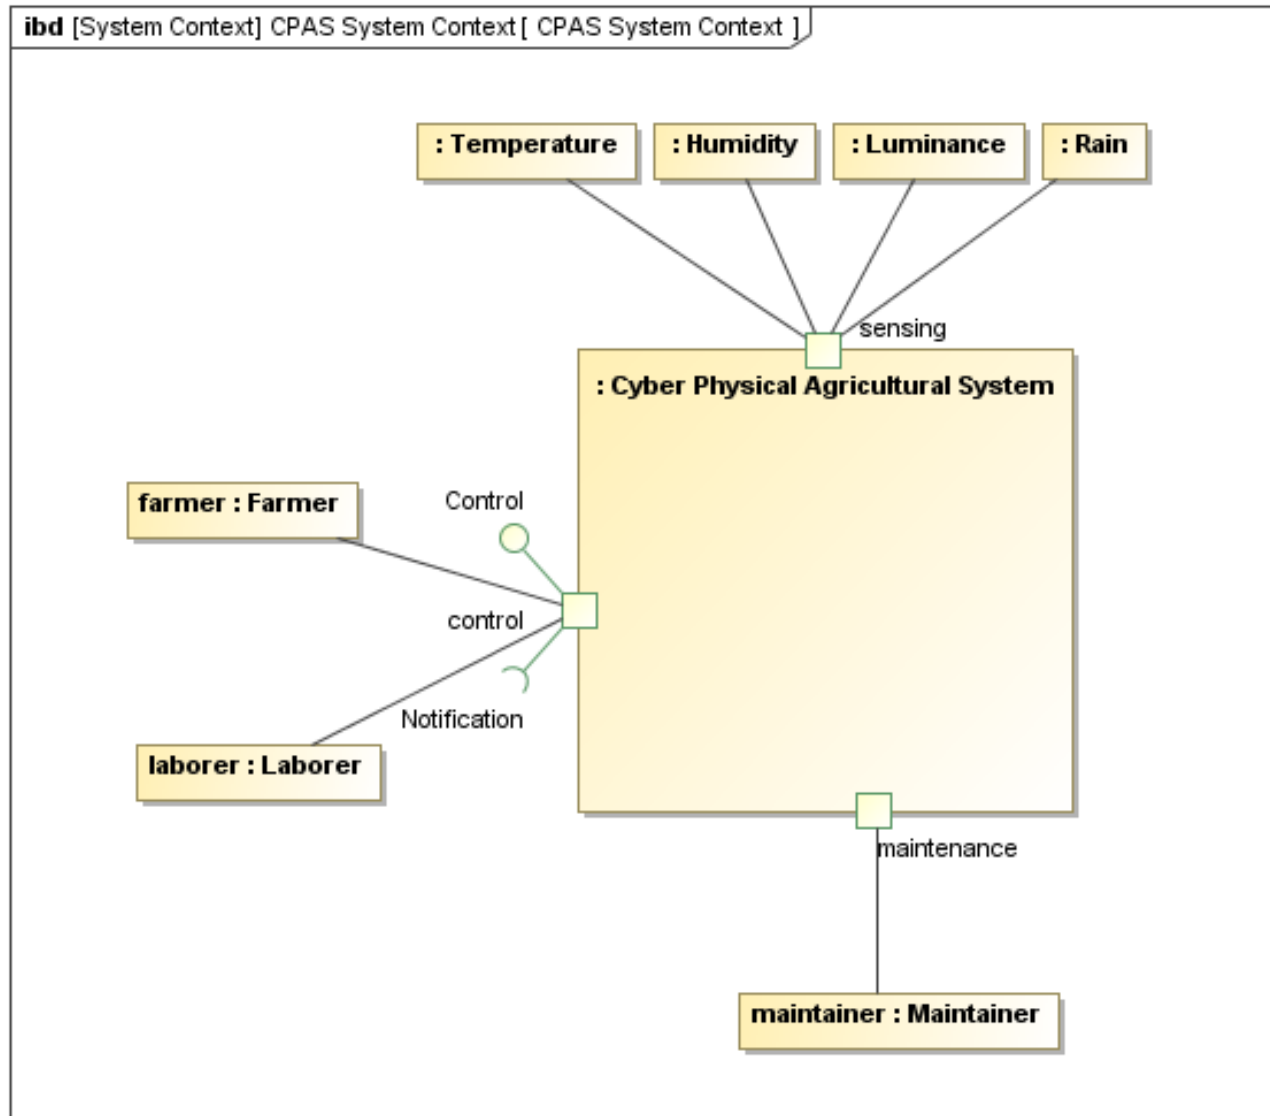 ibd [System Context] CPAS System Context [ CPAS System Context ]
: Temperature
: Humidity
: Luminance
: Rain
sensing
: Cyber Physical Agricultural System
farmer : Farmer
Control
control
Notification
laborer : Laborer
maintenance
maintainer : Maintainer